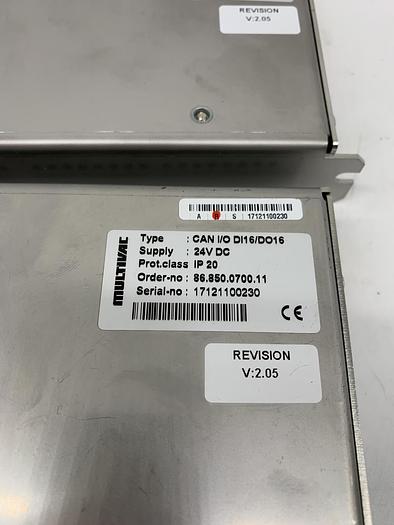 REVISION
V:2.05
A R S 17121100230
MULTIVAC
Type : CAN I/O DI16/DO16
Supply : 24V DC
Prot.class IP 20
Order-no : 86.850.0700.11
Serial-no : 17121100230
CE
REVISION
V:2.05